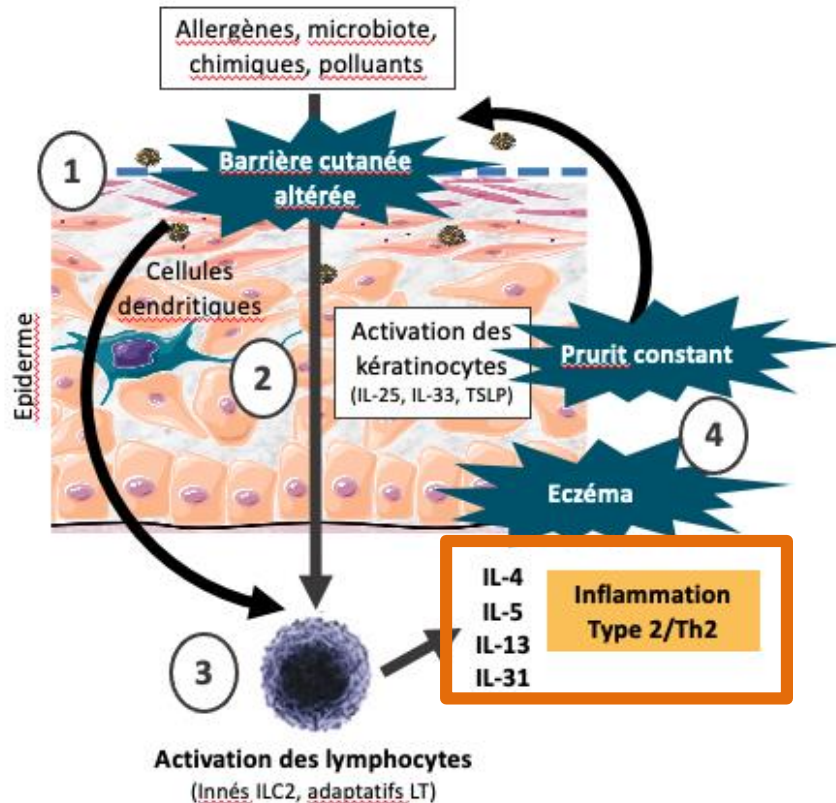 Allergènes, microbiote,
chimiques, polluants
1
Barrière cutanée
altérée
Cellules
dendritiques
Epiderme
2
Activation des
kératinocytes
(IL-25, IL-33, TSLP)
Prurit constant
4
Eczéma
IL-4
IL-5
IL-13
IL-31
Inflammation
Type 2/Th2
3
Activation des lymphocytes
(Innés ILC2, adaptatifs LT)